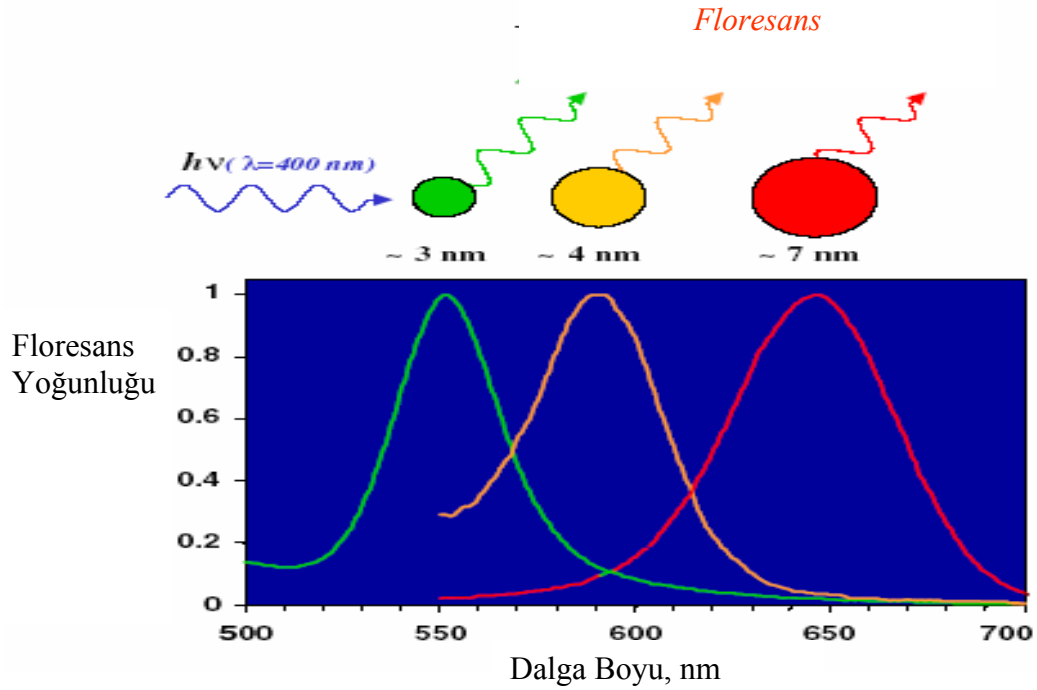 Floresans
hν( λ=400 nm)
~ 3 nm ~ 4 nm ~ 7 nm
Floresans
Yoğunluğu
1
0.8
0.6
0.4
0.2
0
500 550 600 650 700
Dalga Boyu, nm